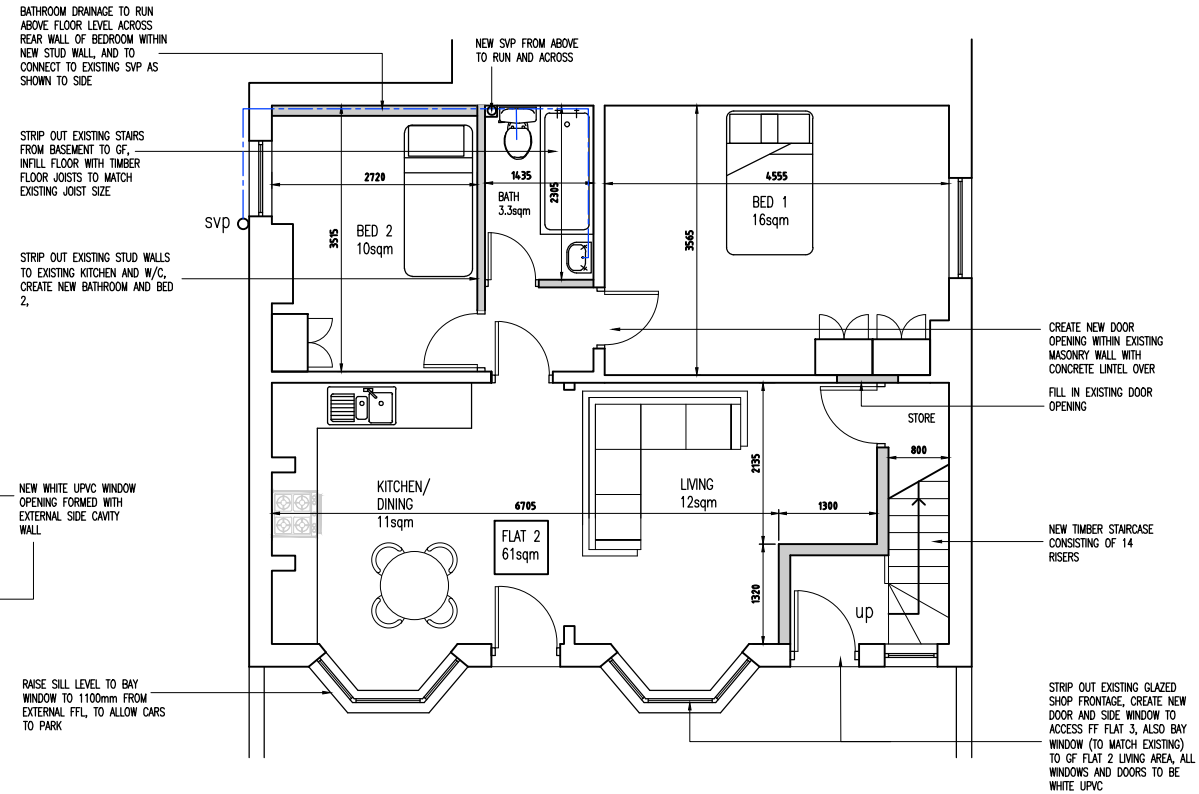 BATHROOM DRAINAGE TO RUN
ABOVE FLOOR LEVEL ACROSS
REAR WALL OF BEDROOM WITHIN
NEW STUD WALL, AND TO
CONNECT TO EXISTING SVP AS
SHOWN TO SIDE
NEW SVP FROM ABOVE
TO RUN AND ACROSS
STRIP OUT EXISTING STAIRS
FROM BASEMENT TO GF,
INFILL FLOOR WITH TIMBER
FLOOR JOISTS TO MATCH
EXISTING JOIST SIZE
svp
STRIP OUT EXISTING STUD WALLS
TO EXISTING KITCHEN AND W/C,
CREATE NEW BATHROOM AND BED
2,
2720
3515
BED 2
10sqm
1435
2305
BATH
3.3sqm
4555
3565
BED 1
16sqm
CREATE NEW DOOR
OPENING WITHIN EXISTING
MASONRY WALL WITH
CONCRETE LINTEL OVER
FILL IN EXISTING DOOR
OPENING
STORE
800
2135
LIVING
12sqm
KITCHEN/
DINING
11sqm
6705
1300
FLAT 2
61sqm
1320
up
NEW WHITE UPVC WINDOW
OPENING FORMED WITH
EXTERNAL SIDE CAVITY
WALL
NEW TIMBER STAIRCASE
CONSISTING OF 14
RISERS
RAISE SILL LEVEL TO BAY
WINDOW TO 1100mm FROM
EXTERNAL FFL, TO ALLOW CARS
TO PARK
STRIP OUT EXISTING GLAZED
SHOP FRONTAGE, CREATE NEW
DOOR AND SIDE WINDOW TO
ACCESS FF FLAT 3, ALSO BAY
WINDOW (TO MATCH EXISTING)
TO GF FLAT 2 LIVING AREA, ALL
WINDOWS AND DOORS TO BE
WHITE UPVC